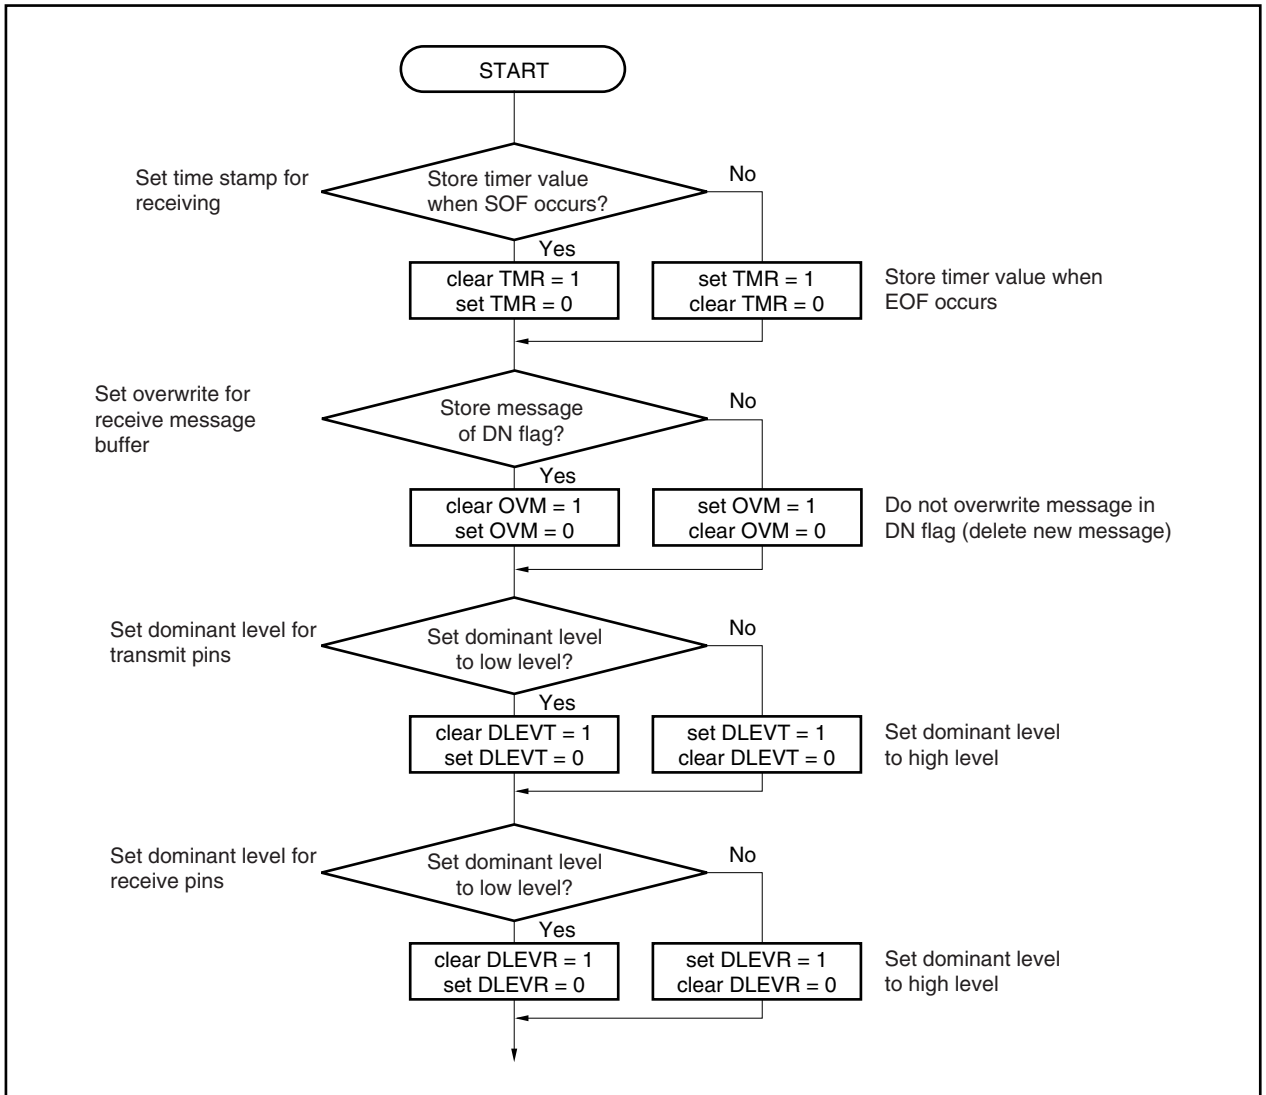 START
Set time stamp for
receiving
Store timer value
when SOF occurs?
No
Yes
clear TMR = 1
set TMR = 0
set TMR = 1
clear TMR = 0
Store timer value when
EOF occurs
Set overwrite for
receive message
buffer
Store message
of DN flag?
No
Yes
clear OVM = 1
set OVM = 0
set OVM = 1
clear OVM = 0
Do not overwrite message in
DN flag (delete new message)
Set dominant level for
transmit pins
Set dominant level
to low level?
No
Yes
clear DLEVT = 1
set DLEVT = 0
set DLEVT = 1
clear DLEVT = 0
Set dominant level
to high level
Set dominant level for
receive pins
Set dominant level
to low level?
No
Yes
clear DLEVR = 1
set DLEVR = 0
set DLEVR = 1
clear DLEVR = 0
Set dominant level
to high level